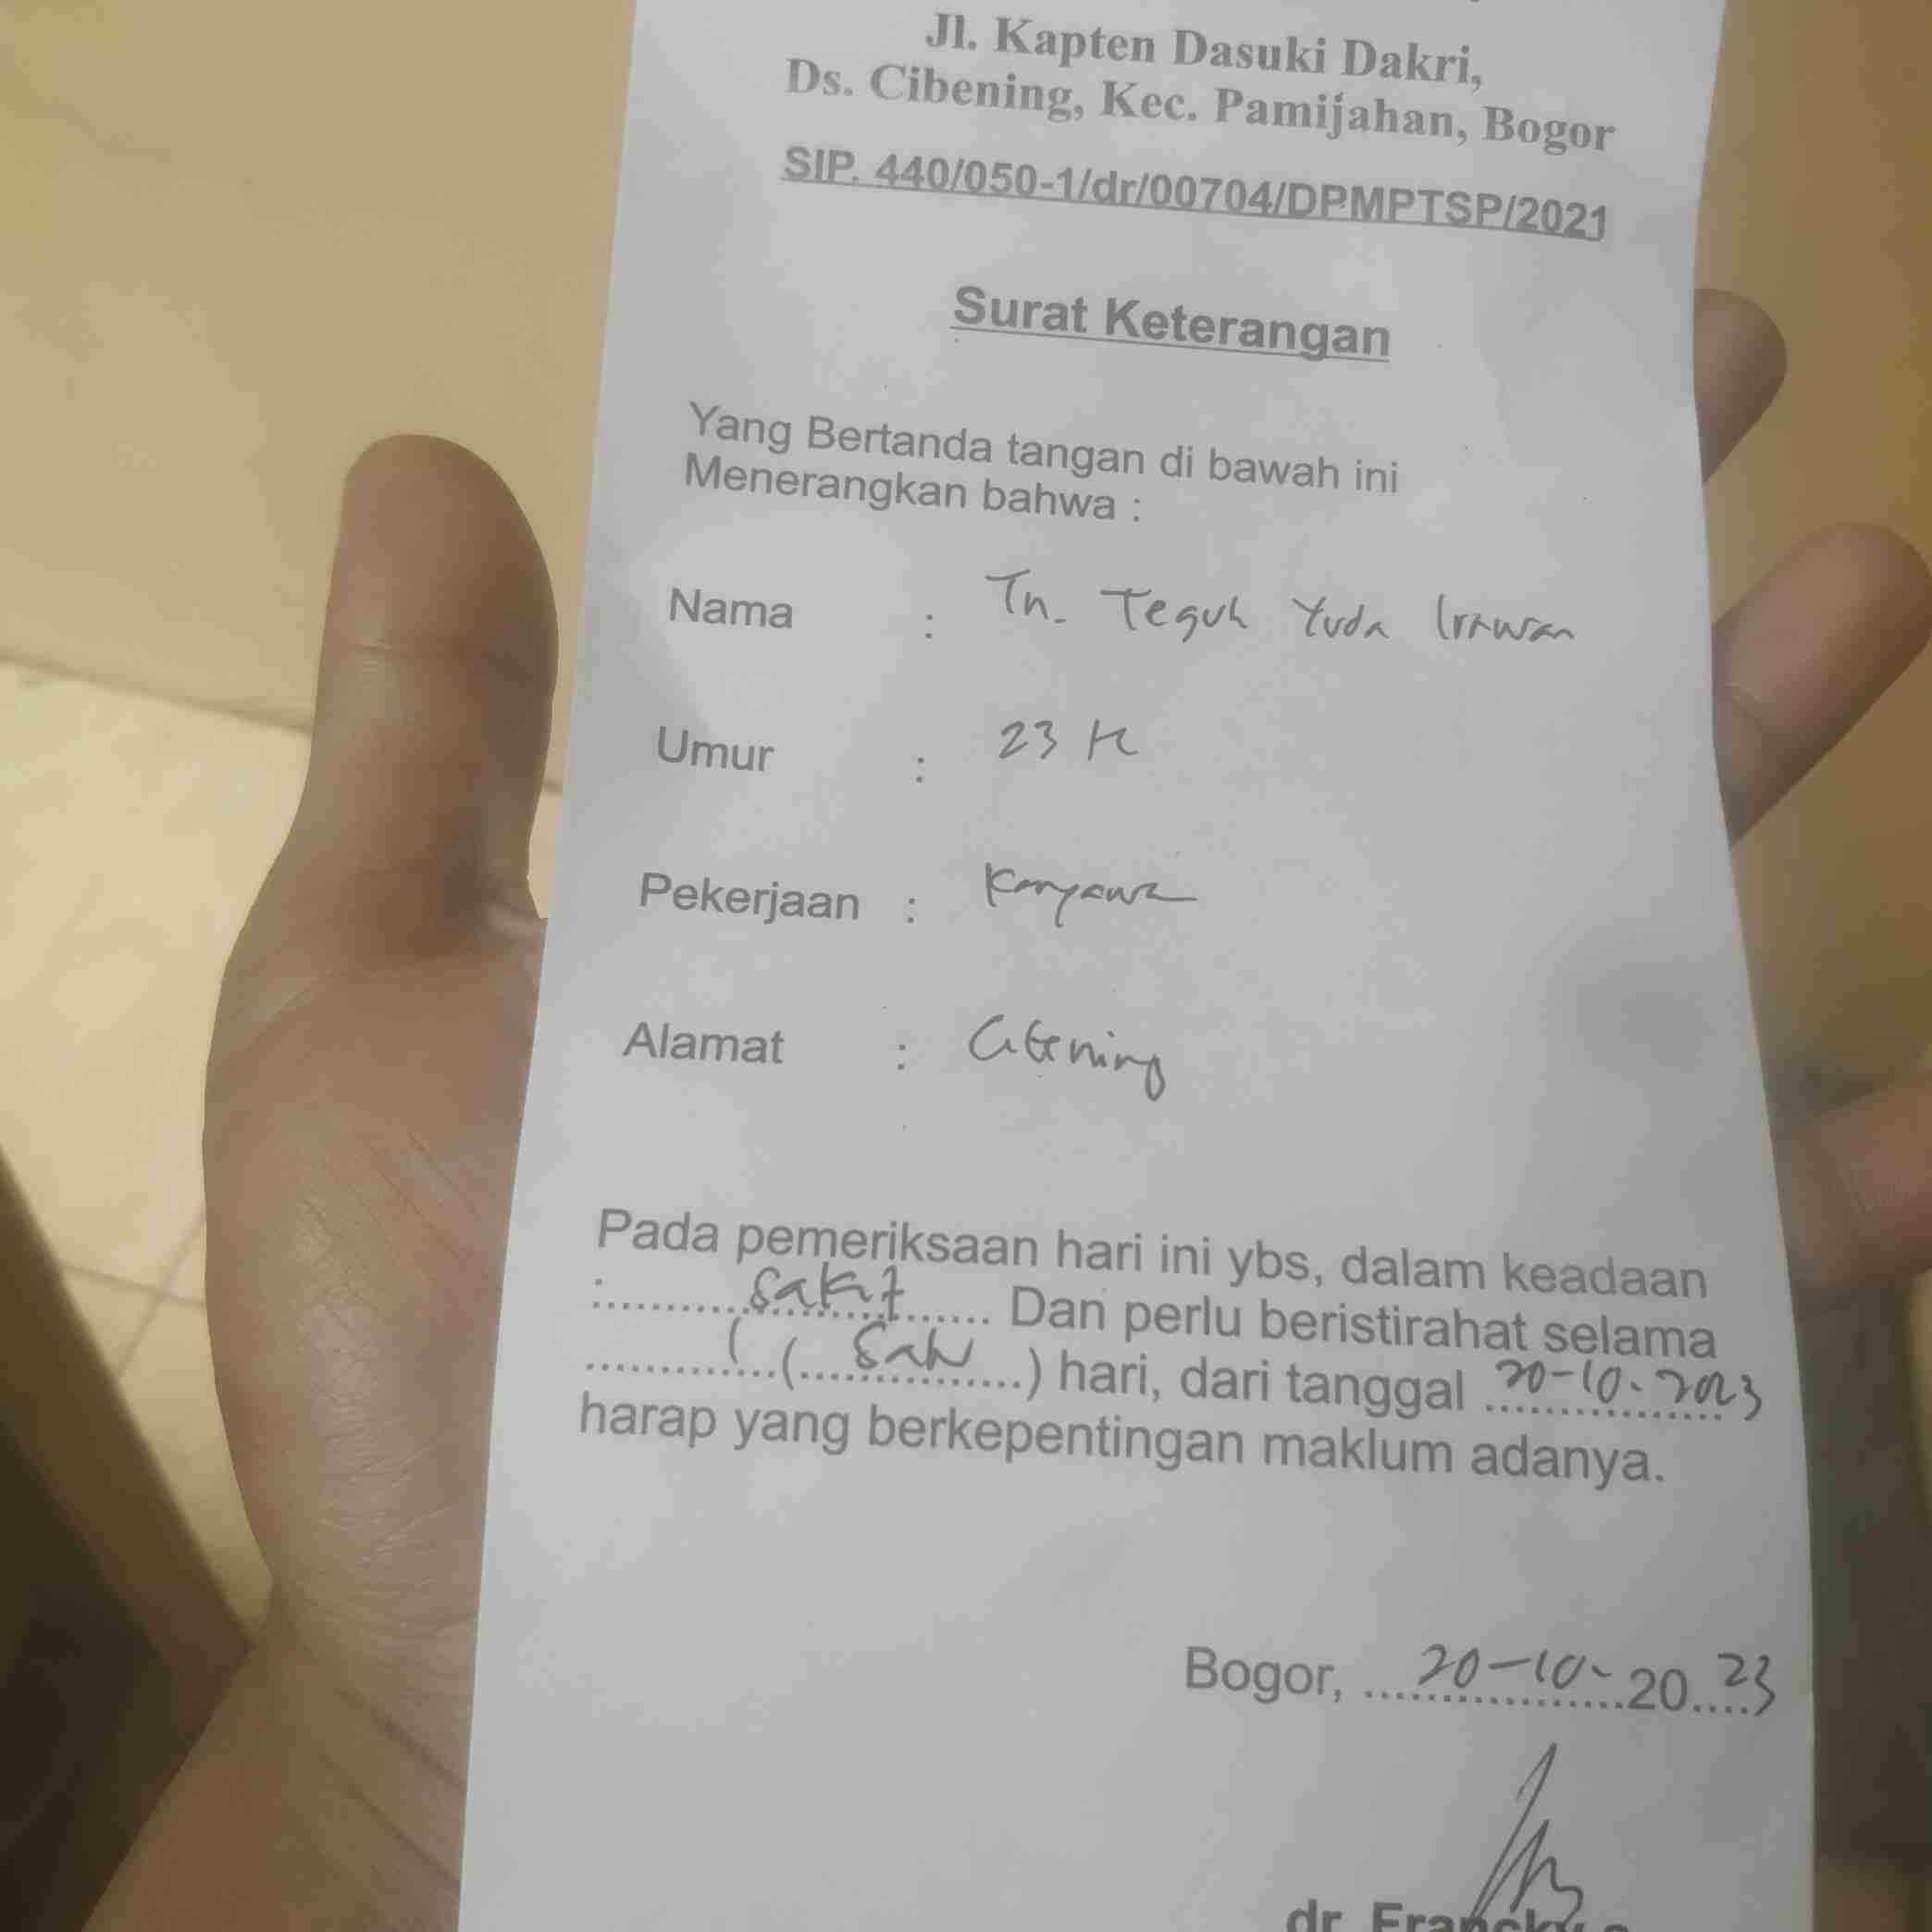 Jl. Kapten Dasuki Dakri,
Ds. Cibening, Kec. Pamijahan, Bogor
SIP. 440/050-1/dr/00704/DPMPTSP/2021
Surat Keterangan
Yang Bertanda tangan di bawah ini
Menerangkan bahwa :
Nama : Tn. Teguh Yuda Irawan
Umur : 23
Pekerjaan : Karyawan
Alamat : Cibening
Pada pemeriksaan hari ini ybs, dalam keadaan
: ..........sakit...... Dan perlu beristirahat selama
.............1..(....Satu....) hari, dari tanggal 20-10-2023
harap yang berkepentingan maklum adanya.
Bogor, ...20-10-.20..23
dr. Francky